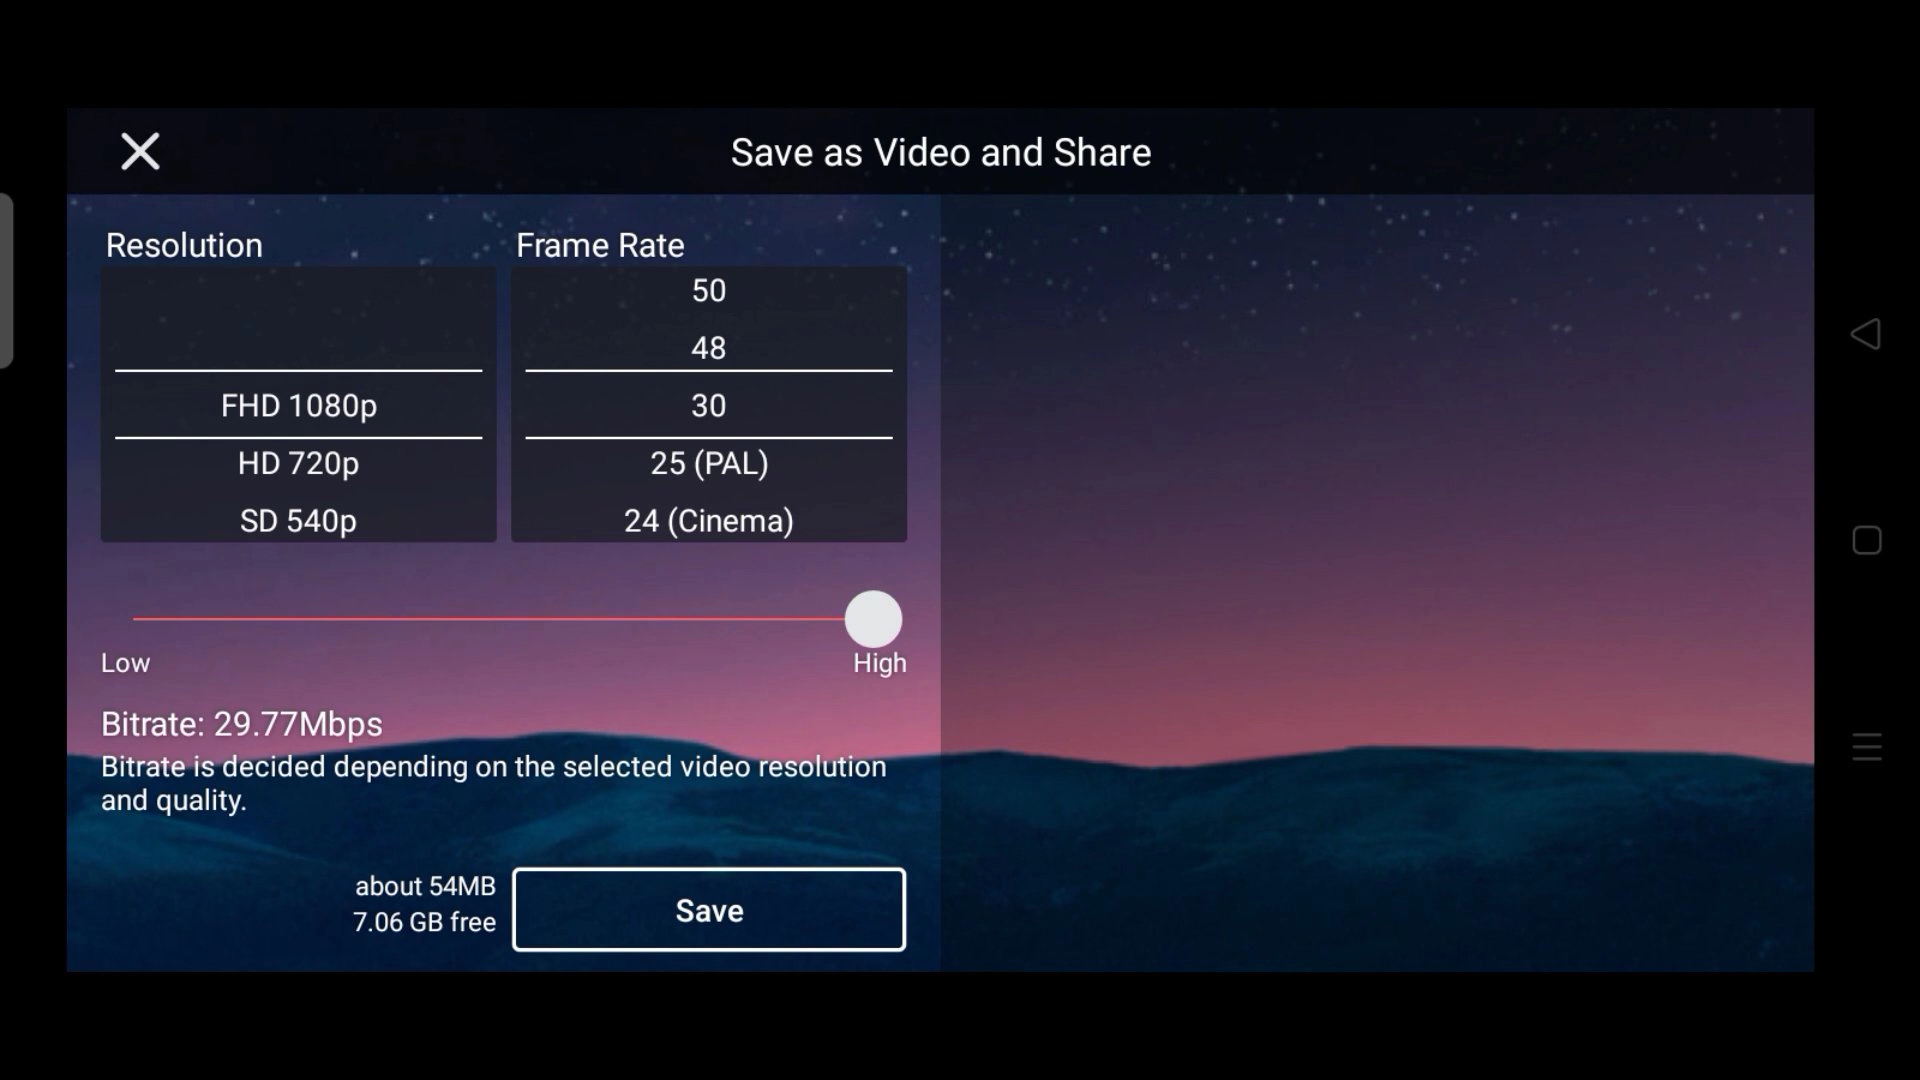 Save as Video and Share
Resolution
Frame Rate
50
48
FHD 1080p
30
HD 720p
25 (PAL)
SD 540p
24 (Cinema)
Low
High
Bitrate: 29.77Mbps
Bitrate is decided depending on the selected video resolution
and quality.
about 54MB
7.06 GB free
Save